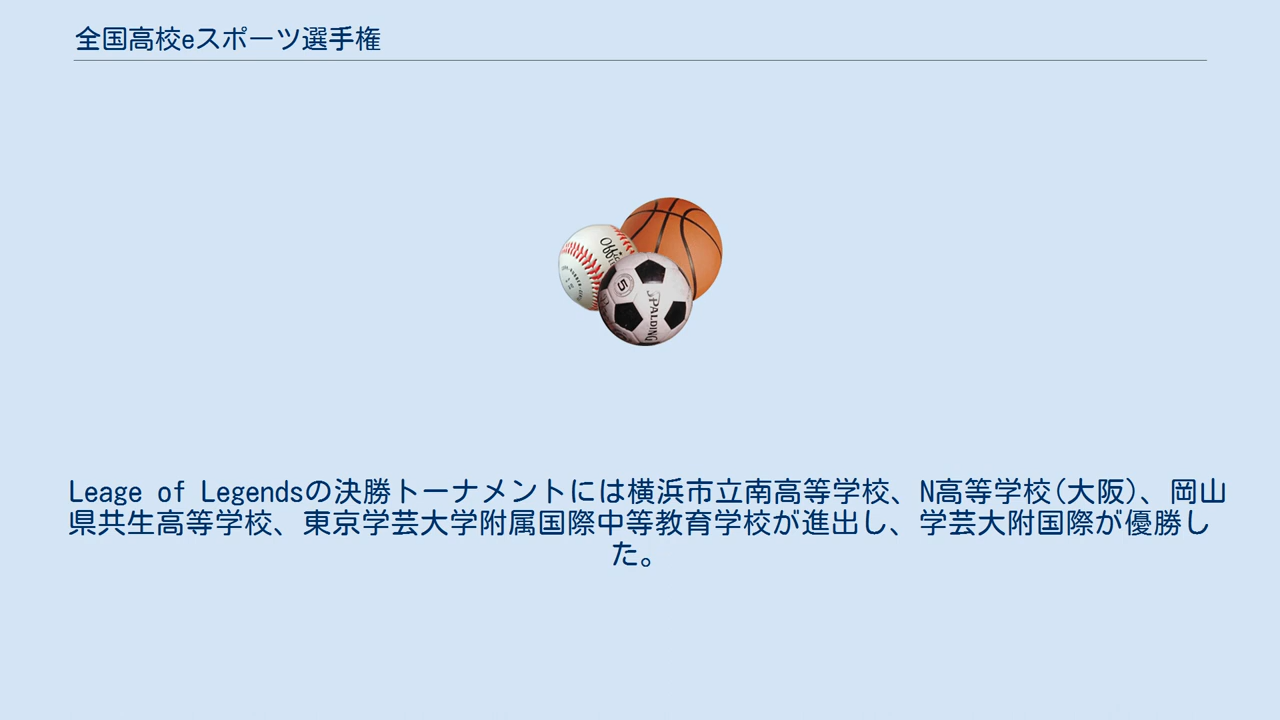 全国高校eスポーツ選手権
Offic
5
SPALDING
Leage of Legendsの決勝トーナメントには横浜市立南高等学校、N高等学校(大阪)、岡山
県共生高等学校、東京学芸大学附属国際中等教育学校が進出し、学芸大附国際が優勝し
た。